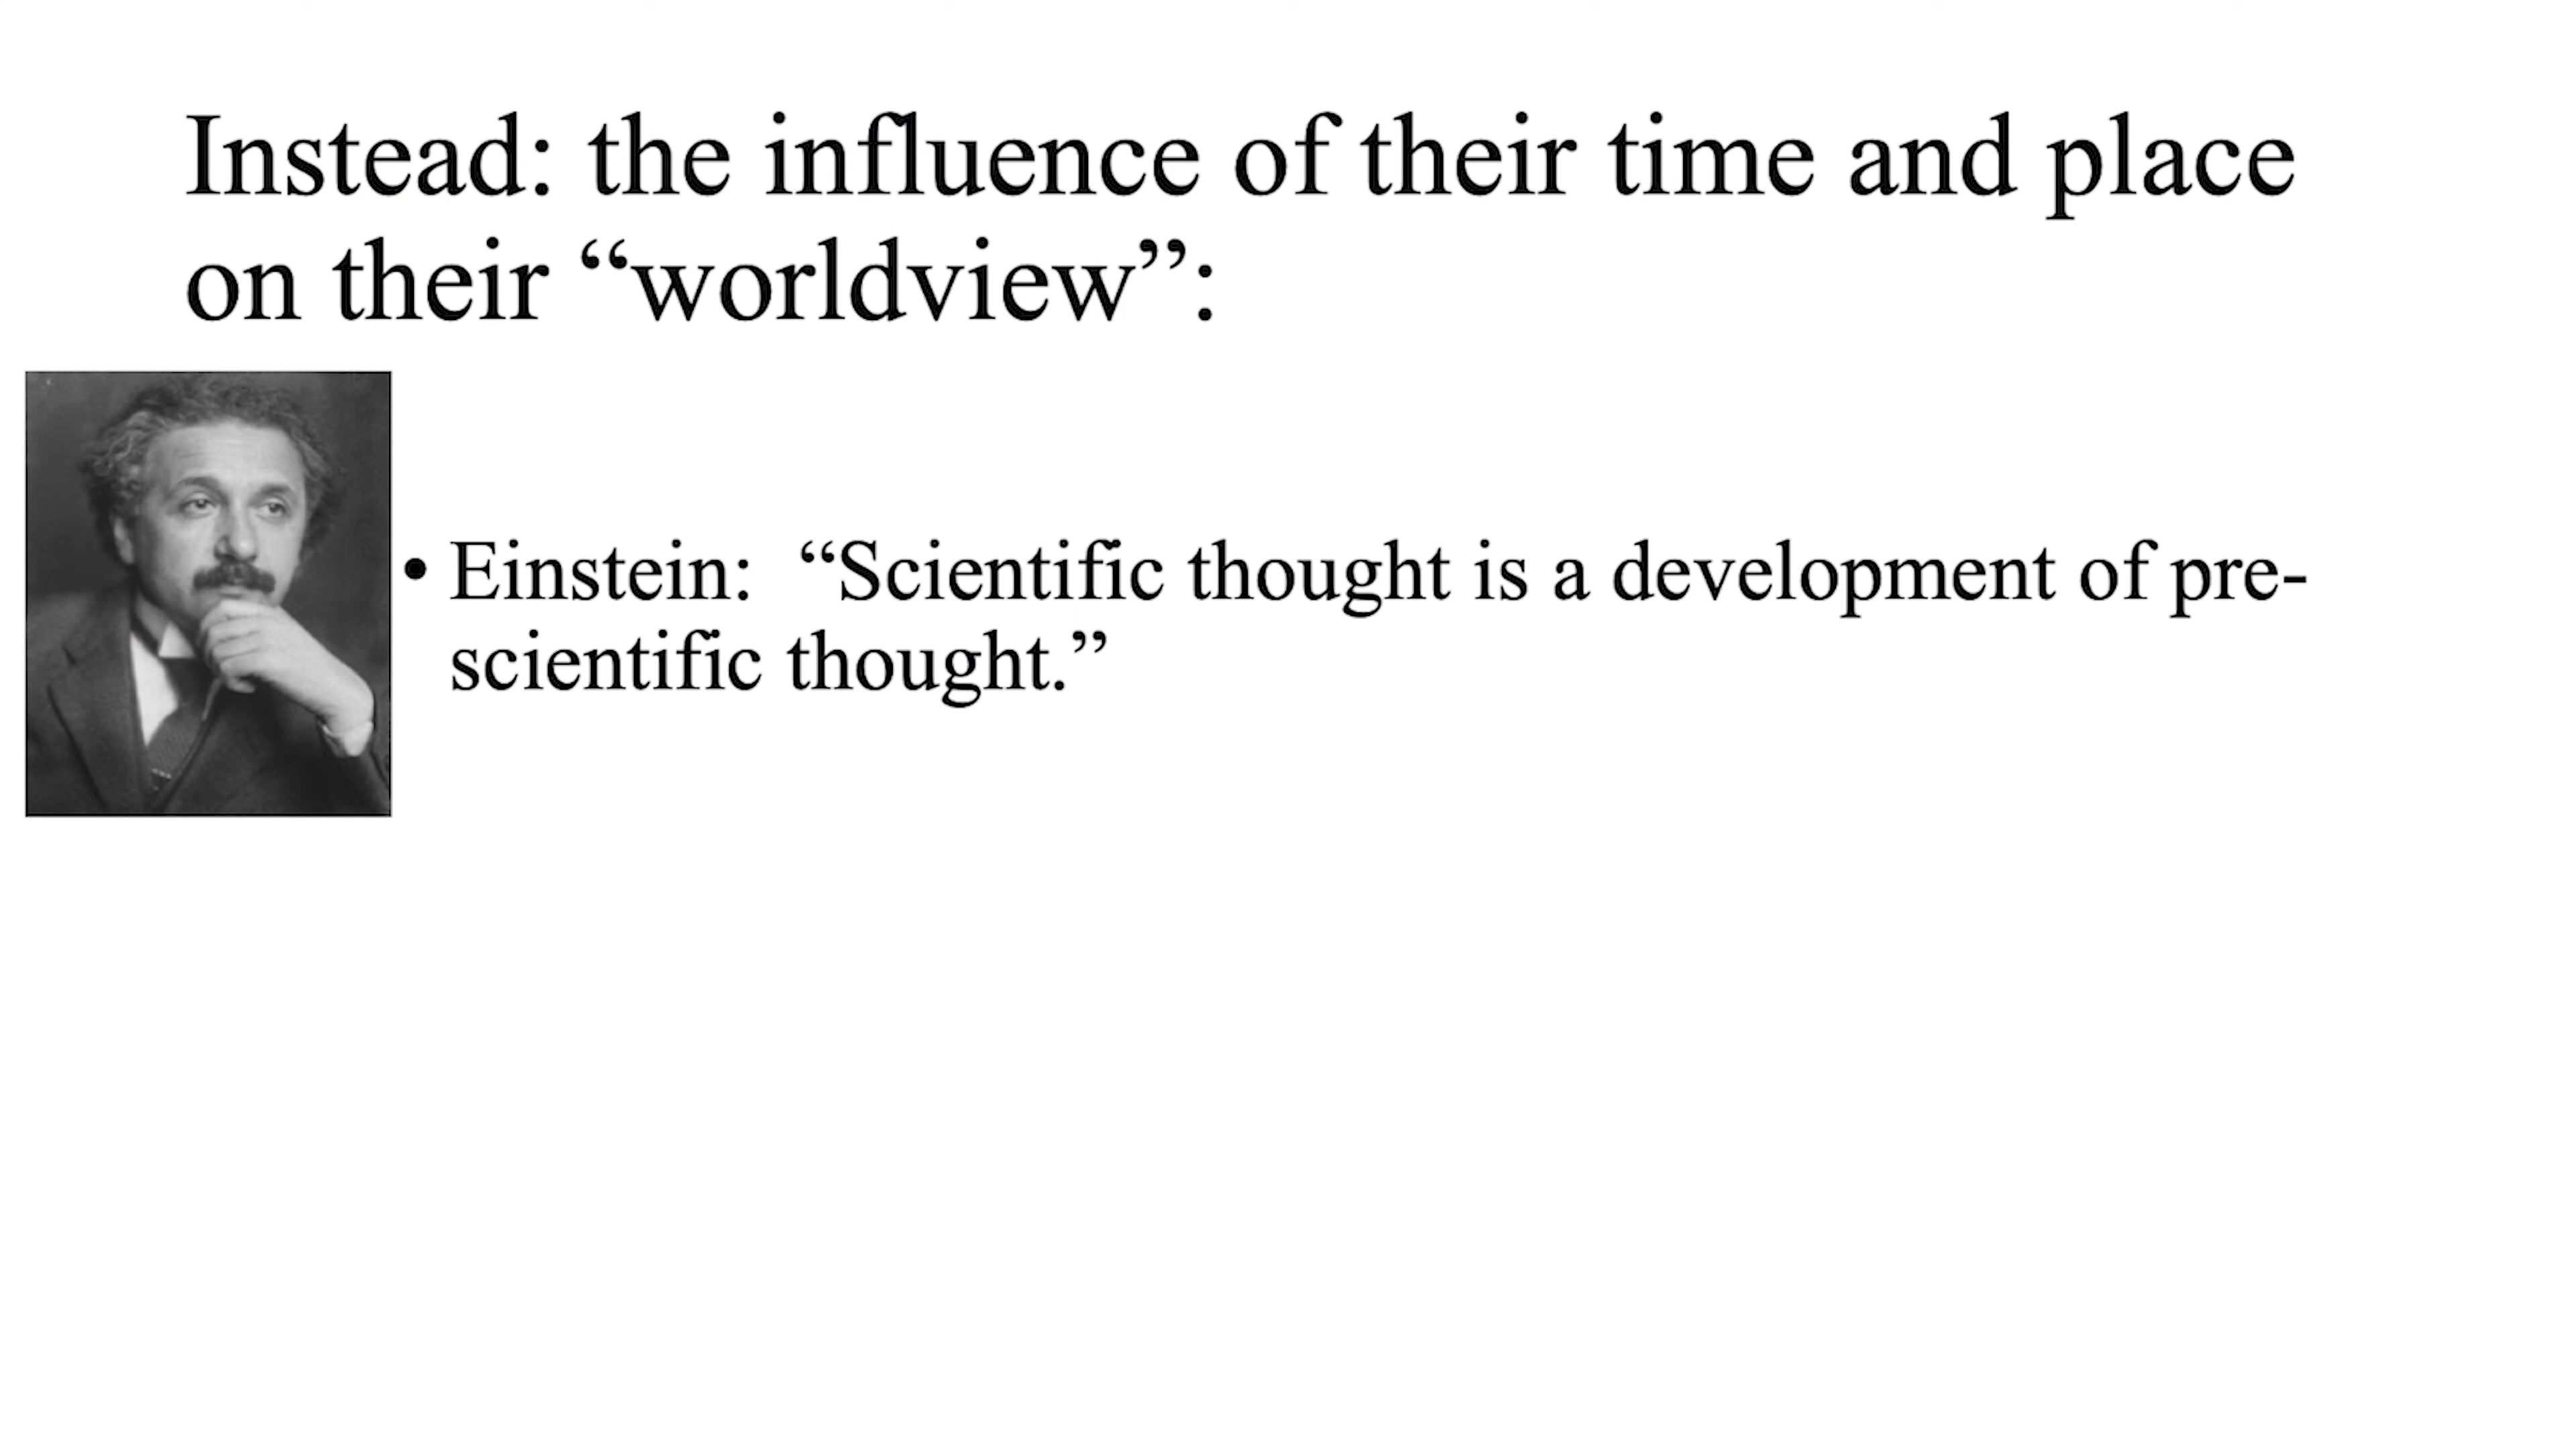 Instead: the influence of their time and place
on their “worldview”:
• Einstein:  “Scientific thought is a development of pre-
scientific thought.”